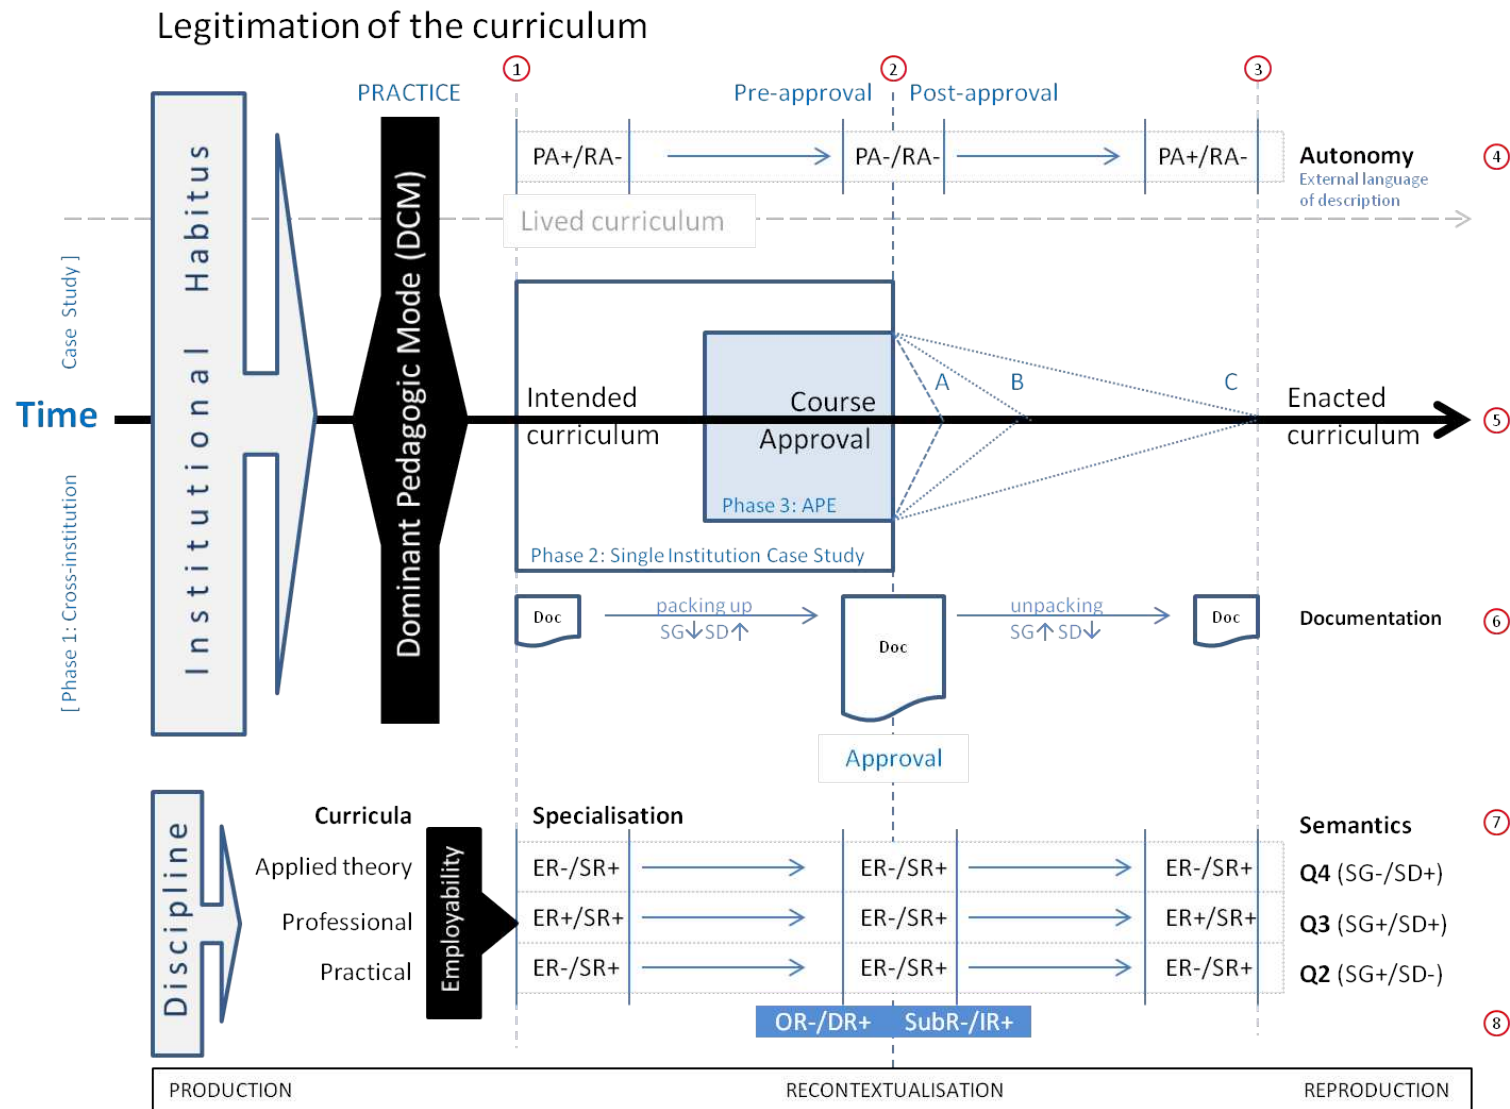 Legitimation of the curriculum
1
2
3
PRACTICE
Pre-approval
Post-approval
PA+/RA-
PA-/RA-
PA+/RA-
Autonomy
External language
of description
4
Lived curriculum
Institutional Habitus
Dominant Pedagogic Mode (DCM)
[ Phase 1: Cross-institution Case Study ]
Time
Intended
curriculum
Course
Approval
A
B
C
Enacted
curriculum
5
Phase 3: APE
Phase 2: Single Institution Case Study
Doc
packing up
SG↓SD↑
Doc
unpacking
SG↑SD↓
Doc
Documentation
6
Approval
Discipline
Curricula
Employability
Specialisation
Semantics
7
Applied theory
ER-/SR+
ER-/SR+
ER-/SR+
Q4 (SG-/SD+)
Professional
ER+/SR+
ER-/SR+
ER+/SR+
Q3 (SG+/SD+)
Practical
ER-/SR+
ER-/SR+
ER-/SR+
Q2 (SG+/SD-)
OR-/DR+
SubR-/IR+
8
PRODUCTION
RECONTEXTUALISATION
REPRODUCTION